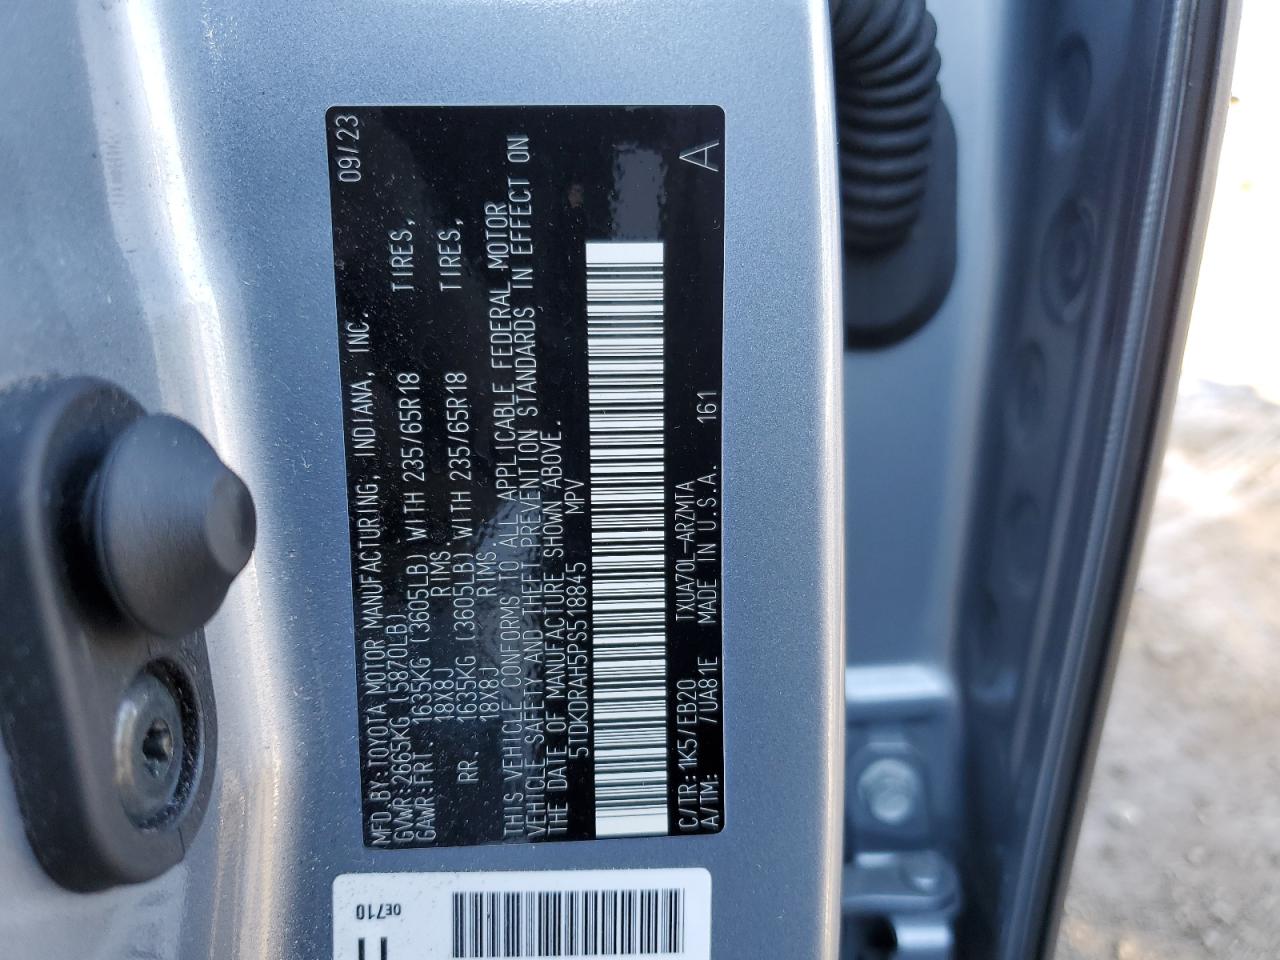 MFD. BY: TOYOTA MOTOR MANUFACTURING, INDIANA, INC. 09/23
GVWR: 2665KG (5870LB)
GAWR: FRT. 1635KG (3605LB) WITH 235/65R18 TIRES,
18X8J RIMS
RR. 1635KG (3605LB) WITH 235/65R18 TIRES,
18X8J RIMS
THIS VEHICLE CONFORMS TO ALL APPLICABLE FEDERAL MOTOR
VEHICLE SAFETY AND THEFT PREVENTION STANDARDS IN EFFECT ON
THE DATE OF MANUFACTURE SHOWN ABOVE.
5TDKDRAH5PS518845 MPV
C/TR: 1K5/EB20 TXUA70L-ARZMTA A
A/TM: /UA81E MADE IN U.S.A. 161
0E710